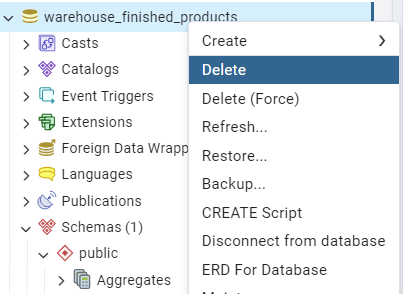 warehouse_finished_products
Casts
Catalogs
Event Triggers
Extensions
Foreign Data Wrapp
Languages
Publications
Schemas (1)
public
Aggregates
Create
Delete
Delete (Force)
Refresh...
Restore...
Backup...
CREATE Script
Disconnect from database
ERD For Database